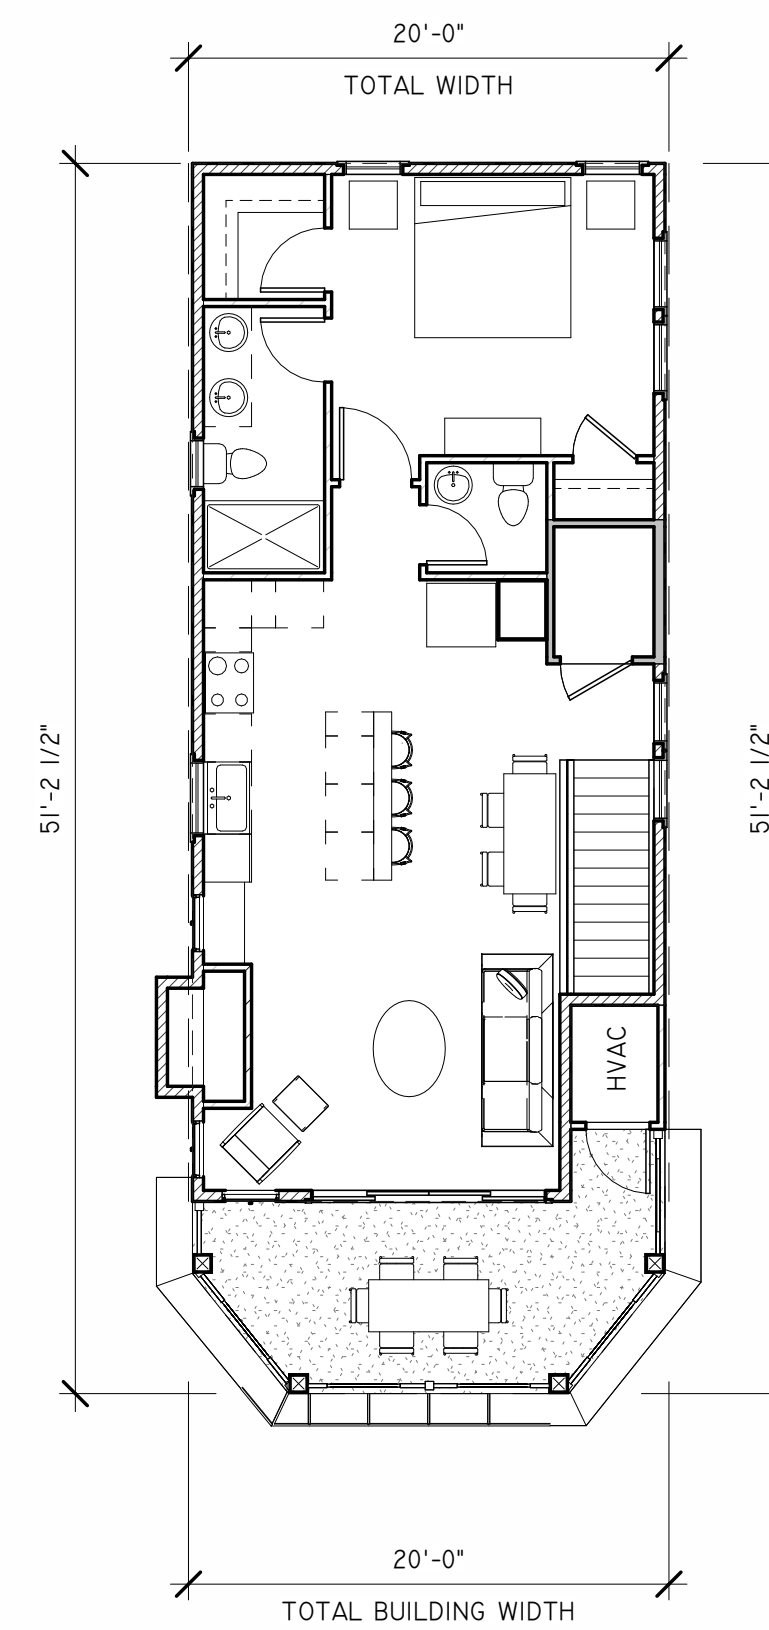 20'-0"
TOTAL WIDTH
51'-2 1/2"
51'-2 1/2"
HVAC
20'-0"
TOTAL BUILDING WIDTH